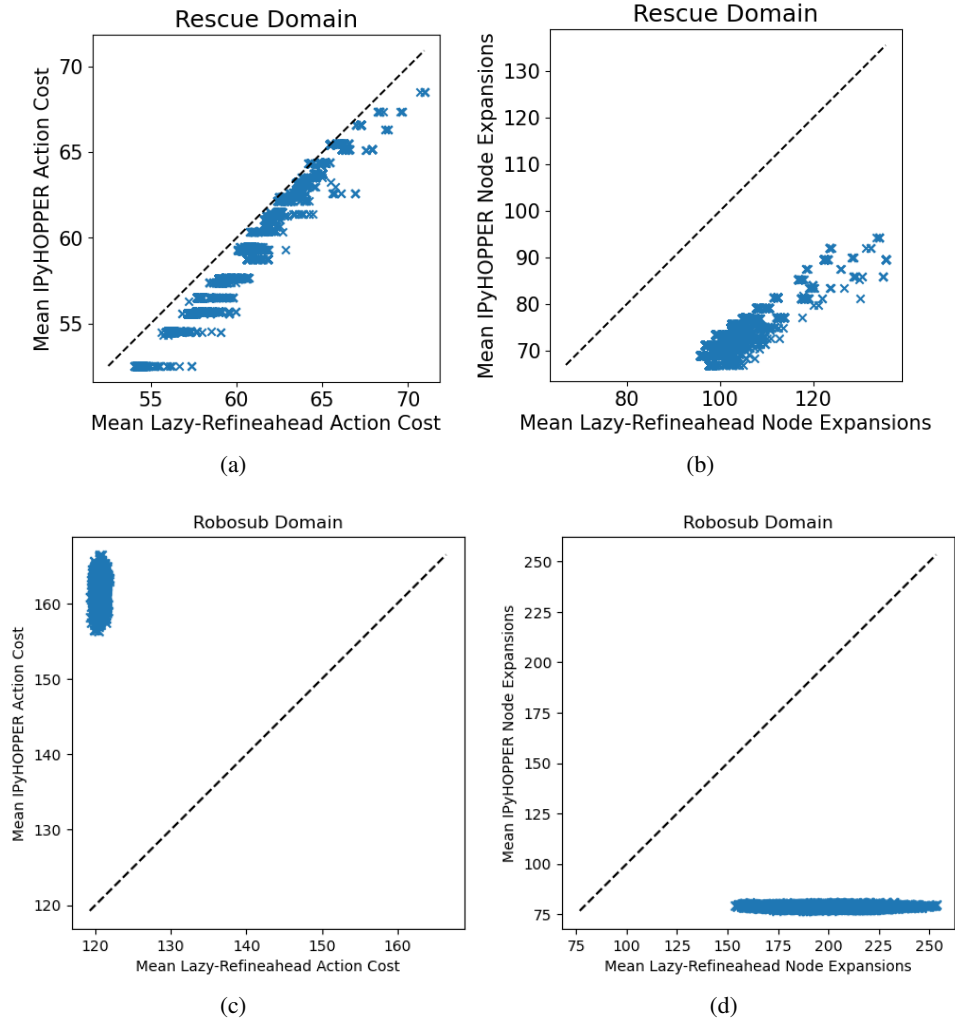 Rescue Domain
Mean IPyHOPPER Action Cost
70
65
60
55
55 60 65 70
Mean Lazy-Refineahead Action Cost
(a)
Rescue Domain
Mean IPyHOPPER Node Expansions
130
120
110
100
90
80
70
80 100 120
Mean Lazy-Refineahead Node Expansions
(b)
Robosub Domain
Mean IPyHOPPER Action Cost
160
150
140
130
120
120 130 140 150 160
Mean Lazy-Refineahead Action Cost
(c)
Robosub Domain
Mean IPyHOPPER Node Expansions
250
225
200
175
150
125
100
75
75 100 125 150 175 200 225 250
Mean Lazy-Refineahead Node Expansions
(d)